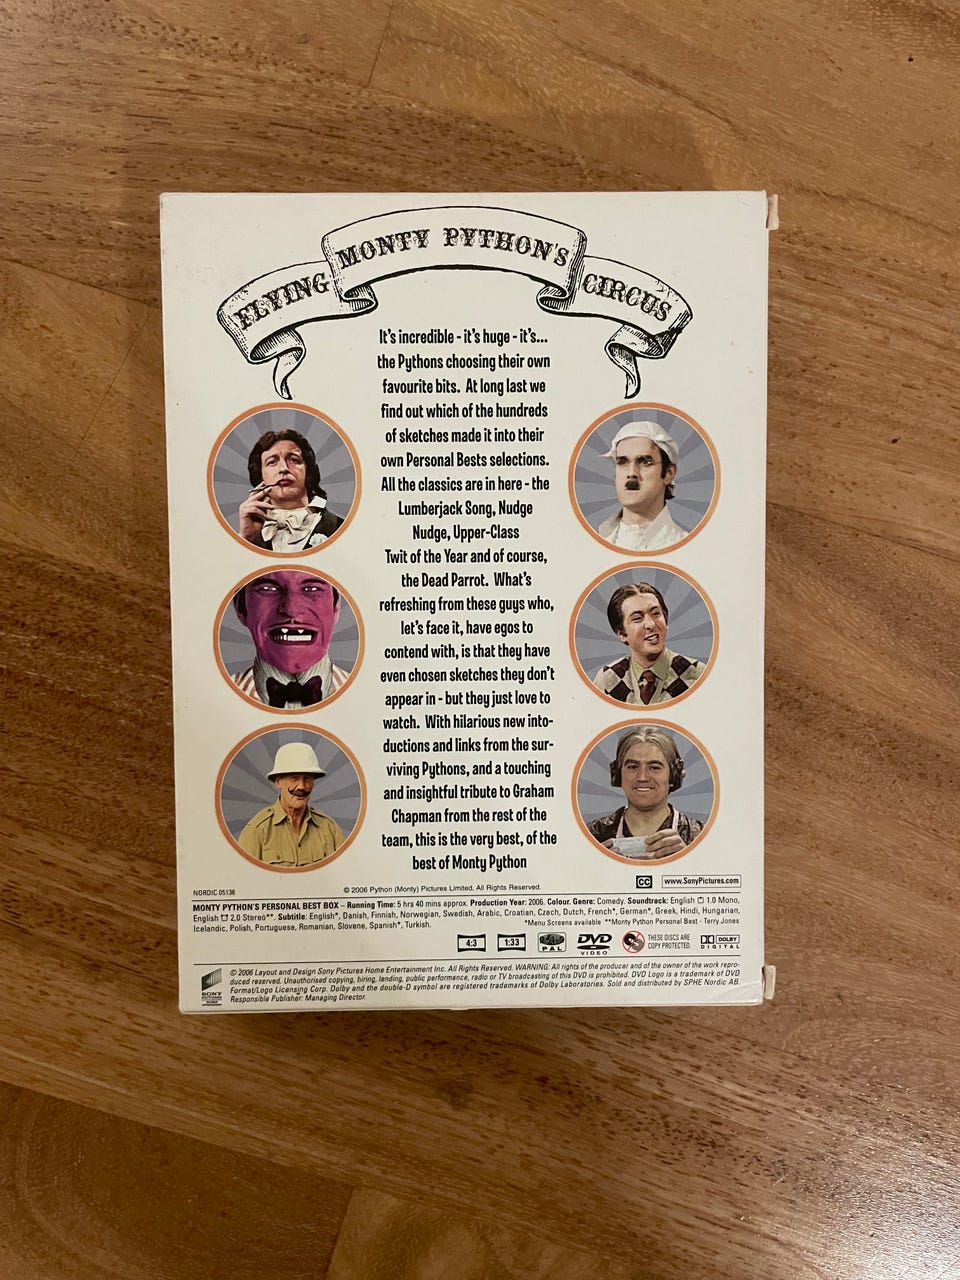 FLYING MONTY PYTHON'S CIRCUS
It's incredible - it's huge - it's...
the Pythons choosing their own
favourite bits. At long last we
find out which of the hundreds
of sketches made it into their
own Personal Bests selections.
All the classics are in here - the
Lumberjack Song, Nudge
Nudge, Upper-Class
Twit of the Year and of course,
the Dead Parrot. What's
refreshing from these guys who,
let's face it, have egos to
contend with, is that they have
even chosen sketches they don't
appear in - but they just love to
watch. With hilarious new into-
ductions and links from the sur-
viving Pythons, and a touching
and insightful tribute to Graham
Chapman from the rest of the
team, this is the very best, of the
best of Monty Python
NORDIC 05136
© 2006 Python (Monty) Pictures Limited. All Rights Reserved.
CC
www.SonyPictures.com
MONTY PYTHON'S PERSONAL BEST BOX – Running Time: 5 hrs 40 mins approx. Production Year: 2006. Colour. Genre: Comedy. Soundtrack: English 1.0 Mono,
English 2.0 Stereo**. Subtitle: English*, Danish, Finnish, Norwegian, Swedish, Arabic, Croatian, Czech, Dutch, French*, German*, Greek, Hindi, Hungarian,
Icelandic, Polish, Portuguese, Romanian, Slovene, Spanish*, Turkish.
*Menu Screens available **Monty Python Personal Best - Terry Jones
4:3
1:33
PAL
DVD
VIDEO
THESE DISCS ARE
COPY PROTECTED.
DOLBY
DIGITAL
SONY
PICTURES
© 2006 Layout and Design Sony Pictures Home Entertainment Inc. All Rights Reserved. WARNING: All rights of the producer and of the owner of the work repro-
duced reserved. Unauthorised copying, hiring, lending, public performance, radio or TV broadcasting of this DVD is prohibited. DVD Logo is a trademark of DVD
Format/Logo Licensing Corp. Dolby and the double-D symbol are registered trademarks of Dolby Laboratories. Sold and distributed by SPHE Nordic AB.
Responsible Publisher: Managing Director.